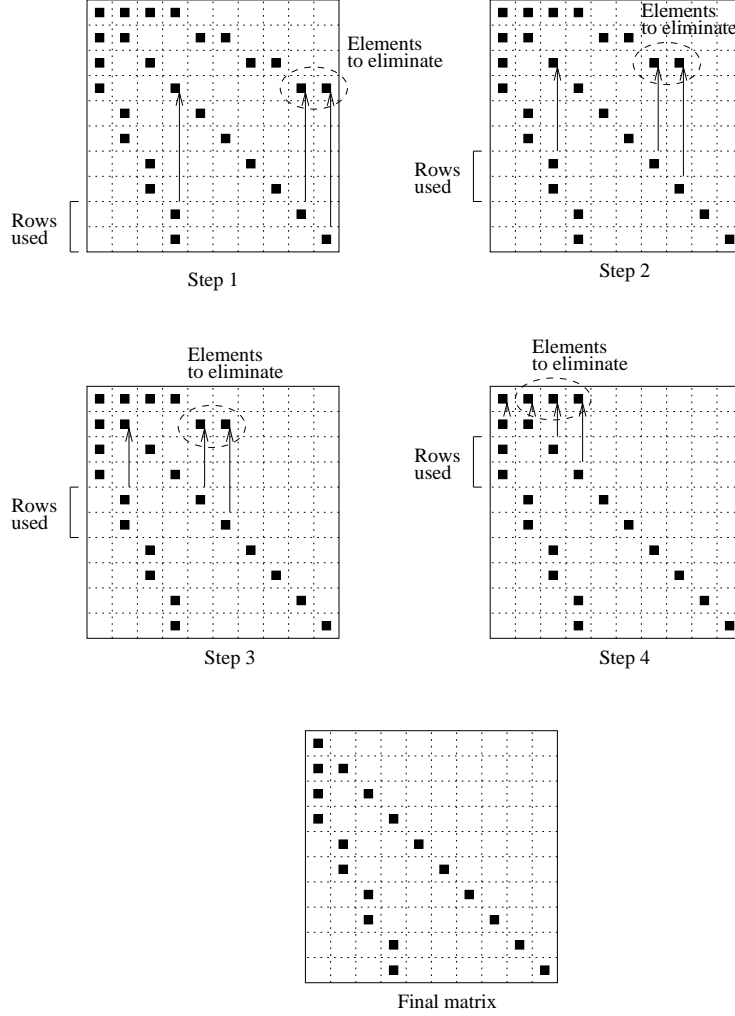 Elements
to eliminate
Rows
used
Step 1
Elements
to eliminate
Rows
used
Step 2
Elements
to eliminate
Rows
used
Step 3
Elements
to eliminate
Rows
used
Step 4
Final matrix